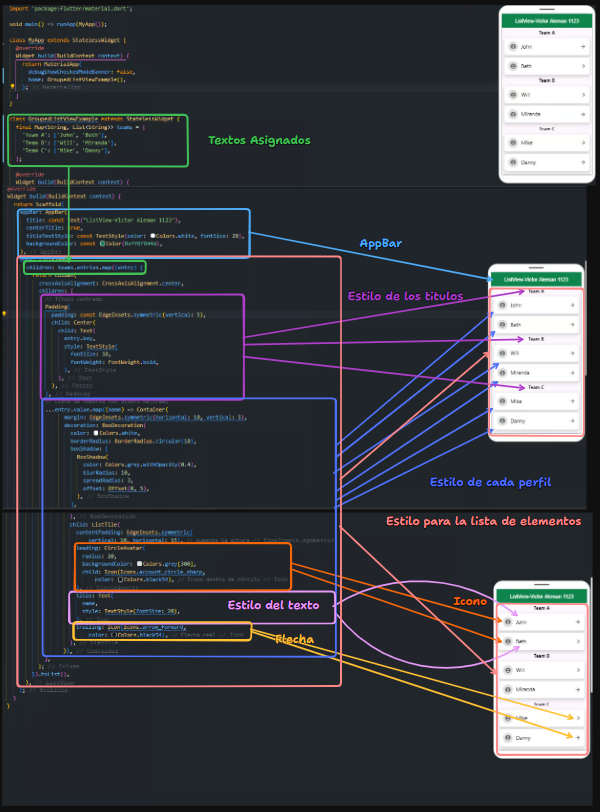 import 'package:flutter/material.dart';
void main() => runApp(MyApp());
class MyApp extends StatelessWidget {
@override
Widget build(BuildContext context) {
return MaterialApp(
debugShowCheckedModeBanner: false,
home: GroupedListViewExample(),
); // MaterialApp
}
}
class GroupedListViewExample extends StatelessWidget {
final Map<String, List<String>> teams = {
'Team A': ['John', 'Beth'],
'Team B': ['Will', 'Miranda'],
'Team C': ['Mike', 'Danny'],
};
Textos Asignados
@override
Widget build(BuildContext context) {
ListView-Victor Aleman 1123
Team A
John
Beth
Team B
Will
Miranda
Team C
Mike
Danny
@override
Widget build(BuildContext context) {
return Scaffold(
appBar: AppBar(
title: const Text("ListView-Victor Aleman 1123"),
centerTitle: true,
titleTextStyle: const TextStyle(color: Colors.white, fontSize: 20),
backgroundColor: const
), // AppBar
AppBar
children: teams.entries.map((entry) {
return Column(
crossAxisAlignment: CrossAxisAlignment.center,
children: [
// Título centrado
Padding(
padding: const EdgeInsets.symmetric(vertical: 5),
child: Center(
child: Text(
entry.key,
style: TextStyle(
fontSize: 18,
fontWeight: FontWeight.bold,
), // TextStyle
), // Text
), // Center
), // Padding
Estilo de los titulos
...entry.value.map((name) => Container(
margin: EdgeInsets.symmetric(horizontal: 10, vertical: 5),
decoration: BoxDecoration(
color: Colors.white,
borderRadius: BorderRadius.circular(10),
boxShadow: [
BoxShadow(
color: Colors.grey.withOpacity(0.4),
blurRadius: 10,
spreadRadius: 2,
offset: Offset(0, 5),
), // BoxShadow
],
Estilo de cada perfil
ListView-Victor Aleman 1123
Team A
John
Beth
Team B
Will
Miranda
Team C
Mike
Danny
), // BoxDecoration
child: ListTile(
contentPadding: EdgeInsets.symmetric(
leading: CircleAvatar(
radius: 20,
backgroundColor: Colors.grey[300],
child: Icon(Icons.account_circle_sharp,
color: Colors.black54), // Icono dentro de círculo // Icon
title: Text(
name,
style: TextStyle(fontSize: 20),
trailing: Icon(Icons.arrow_forward,
color: Colors.black54), // Flecha real // Icon
), // ListTile
)), // Container
],
); // Column
}).toList(),
), // ListView
); // Scaffold
}
}
Estilo para la lista de elementos
Icono
Estilo del texto
Flecha
ListView-Victor Aleman 1123
Team A
John
Beth
Team B
Will
Miranda
Team C
Mike
Danny